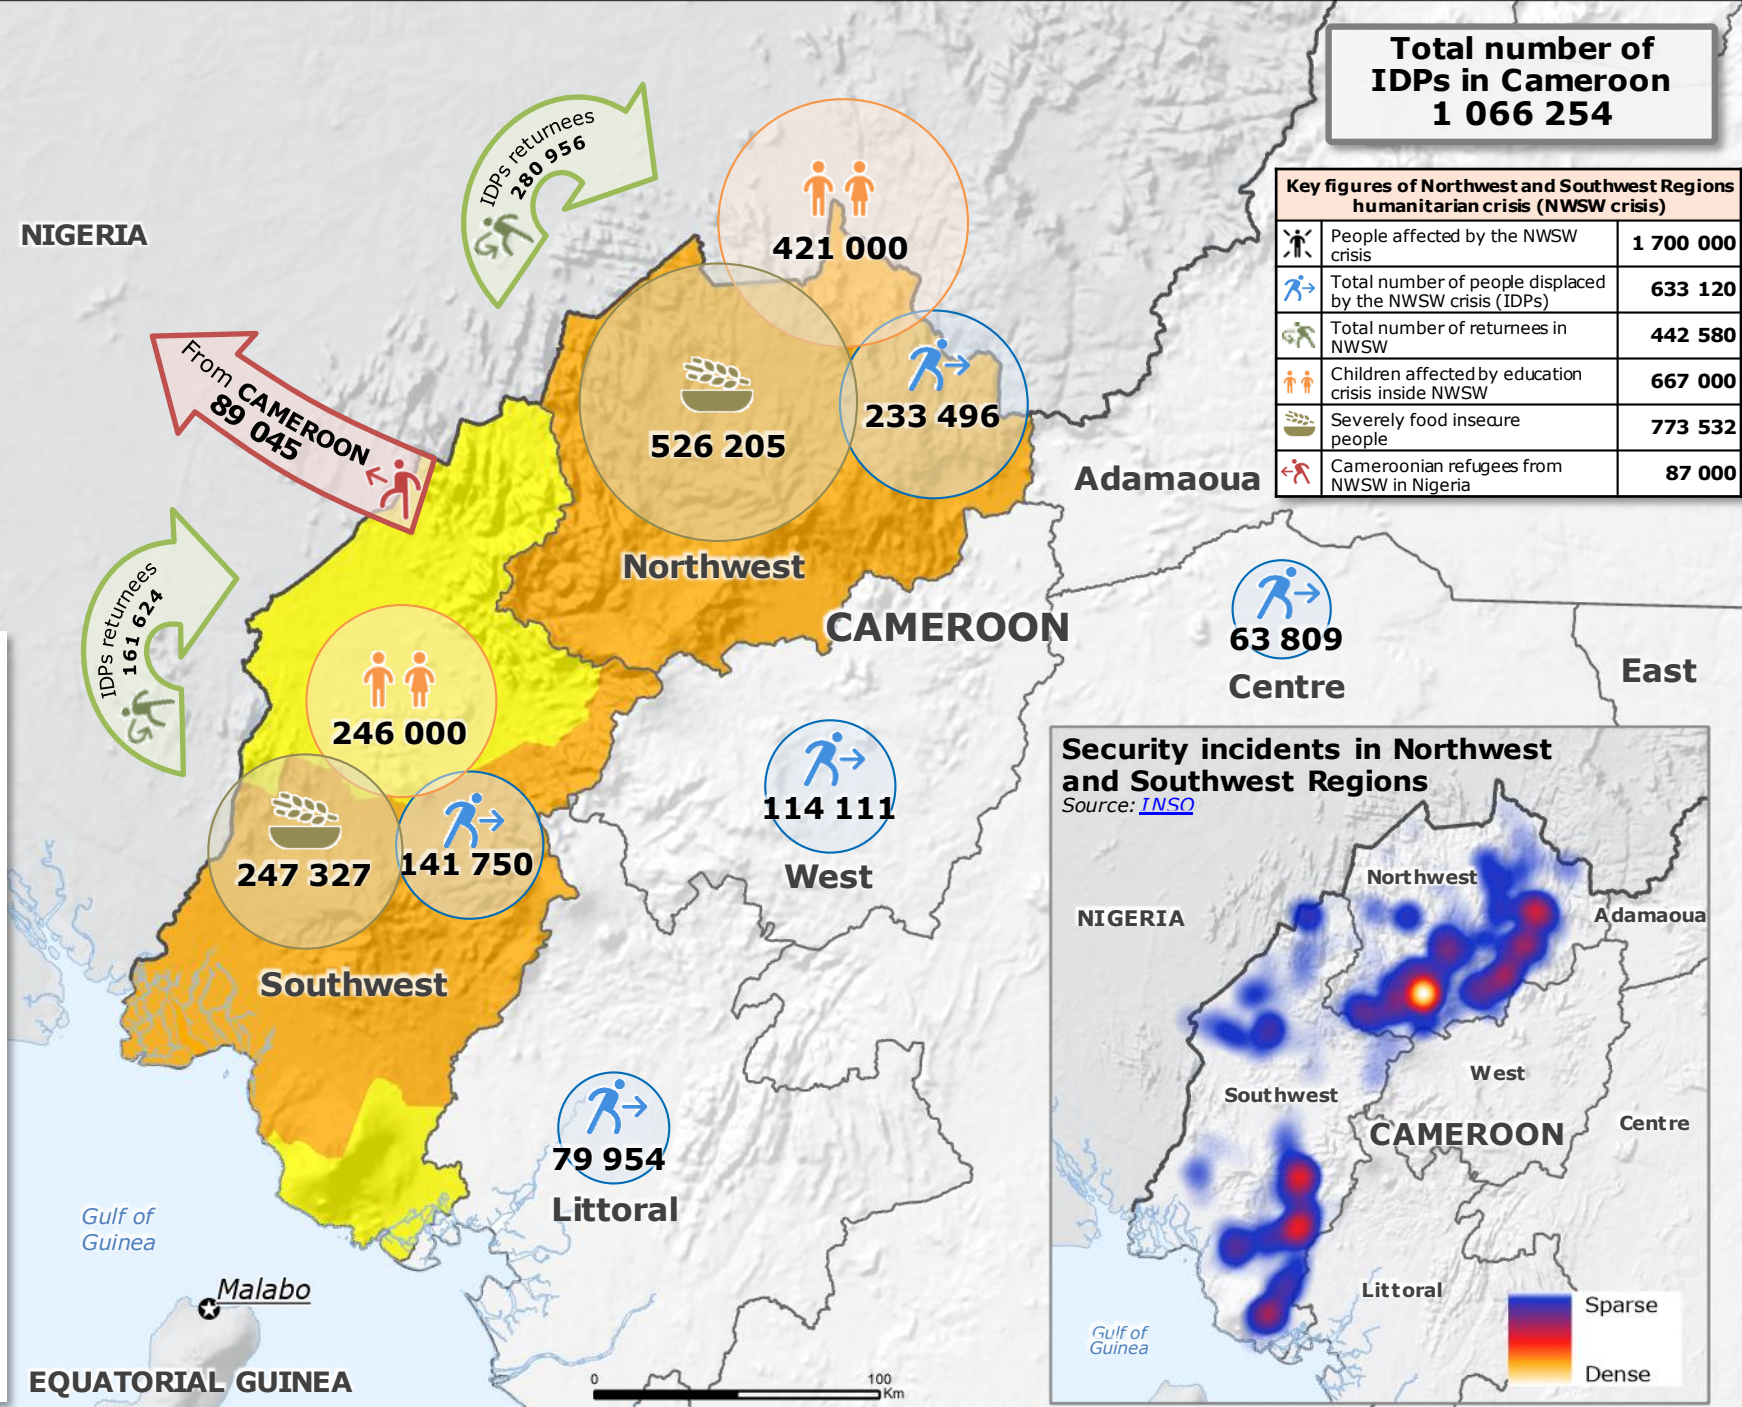 Total number of
IDPs in Cameroon
1 066 254
Key figures of Northwest and Southwest Regions
humanitarian crisis (NWSW crisis)
People affected by the NWSW
crisis
1 700 000
Total number of people displaced
by the NWSW crisis (IDPs)
633 120
Total number of returnees in
NWSW
442 580
Children affected by education
crisis inside NWSW
667 000
Severely food insecure
people
773 532
Cameroonian refugees from
NWSW in Nigeria
87 000
IDPs returnees
280 956
NIGERIA
421 000
From CAMEROON
89 045
526 205
233 496
Adamaoua
Northwest
IDPs returnees
161 624
CAMEROON
63 809
Centre
East
246 000
114 111
West
247 327
141 750
Southwest
79 954
Littoral
Gulf of
Guinea
Malabo
EQUATORIAL GUINEA
0
100
Km
Security incidents in Northwest
and Southwest Regions
Source: INSO
Northwest
NIGERIA
Adamaoua
West
Southwest
Centre
CAMEROON
Littoral
Gulf of
Guinea
Sparse
Dense